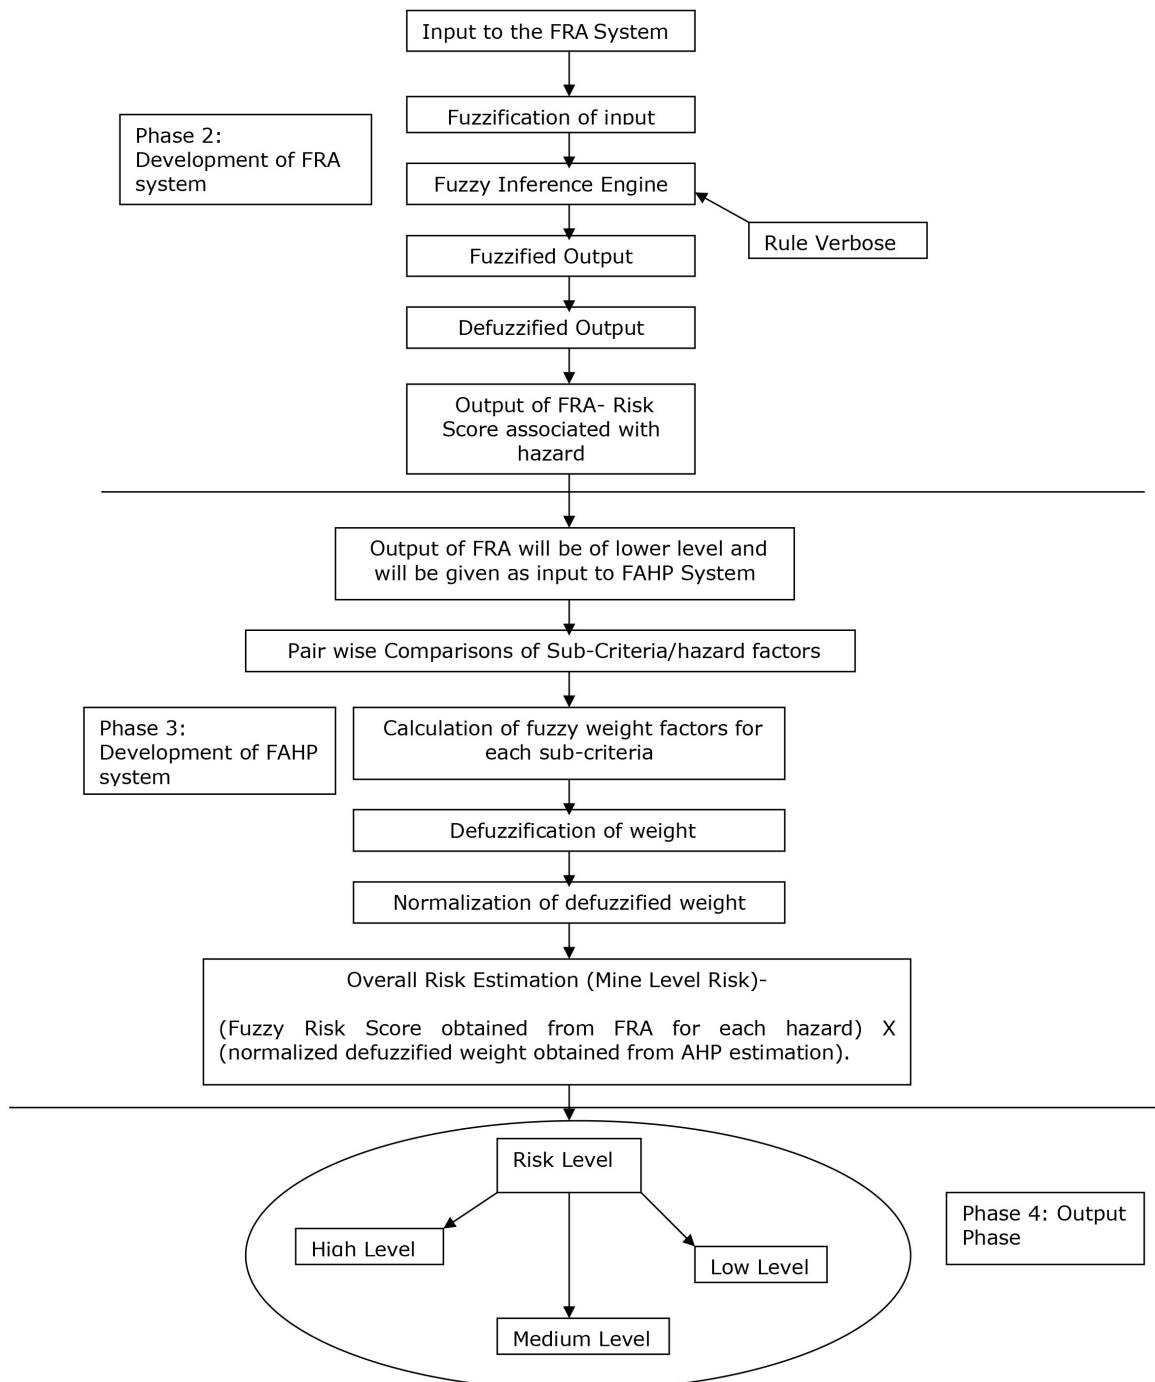 Input to the FRA System
Fuzzification of input
Phase 2:
Development of FRA
system
Fuzzy Inference Engine
Rule Verbose
Fuzzified Output
Defuzzified Output
Output of FRA- Risk
Score associated with
hazard
Output of FRA will be of lower level and
will be given as input to FAHP System
Pair wise Comparisons of Sub-Criteria/hazard factors
Phase 3:
Development of FAHP
system
Calculation of fuzzy weight factors for
each sub-criteria
Defuzzification of weight
Normalization of defuzzified weight
Overall Risk Estimation (Mine Level Risk)-
(Fuzzy Risk Score obtained from FRA for each hazard) X
(normalized defuzzified weight obtained from AHP estimation).
Risk Level
Phase 4: Output
Phase
High Level
Low Level
Medium Level